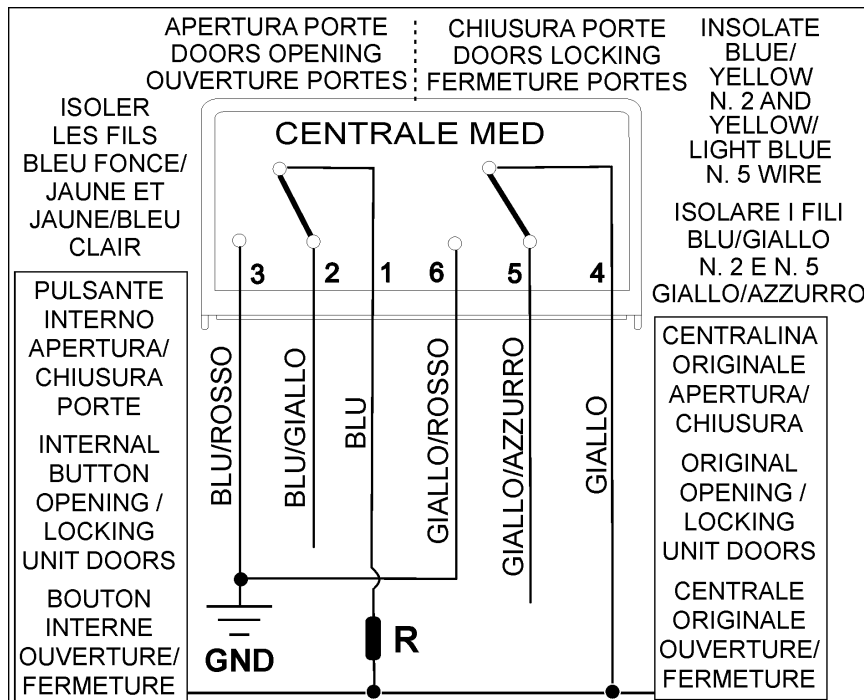 APERTURA PORTE
DOORS OPENING
OUVERTURE PORTES
CHIUSURA PORTE
DOORS LOCKING
FERMETURE PORTES
INSOLATE
BLUE/
YELLOW
N. 2 AND
YELLOW/
LIGHT BLUE
N. 5 WIRE
ISOLER
LES FILS
BLEU FONCE/
JAUNE ET
JAUNE/BLEU
CLAIR
CENTRALE MED
ISOLARE I FILI
BLU/GIALLO
N. 2 E N. 5
GIALLO/AZZURRO
3 2 1 6 5 4
PULSANTE
INTERNO
APERTURA/
CHIUSURA
PORTE
INTERNAL
BUTTON
OPENING /
LOCKING
UNIT DOORS
BOUTON
INTERNE
OUVERTURE/
FERMETURE
BLU/ROSSO
BLU/GIALLO
BLU
GIALLO/ROSSO
GIALLO/AZZURRO
GIALLO
GND
R
CENTRALINA
ORIGINALE
APERTURA/
CHIUSURA
ORIGINAL
OPENING /
LOCKING
UNIT DOORS
CENTRALE
ORIGINALE
OUVERTURE/
FERMETURE